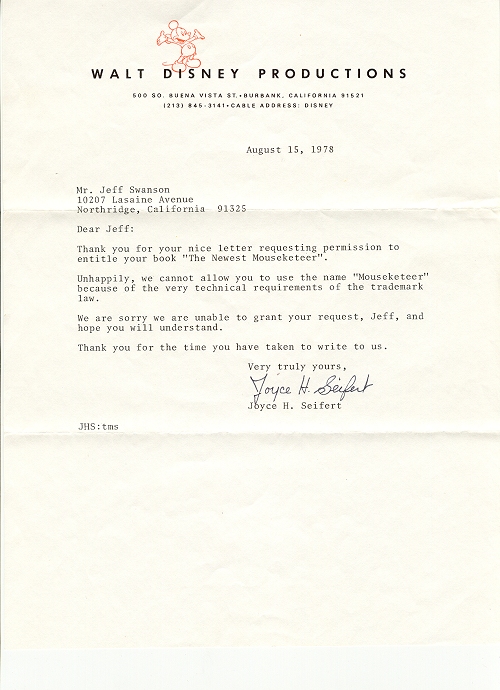 WALT DISNEY PRODUCTIONS
500 SO. BUENA VISTA ST.•BURBANK, CALIFORNIA 91521
(213) 845-3141•CABLE ADDRESS: DISNEY
August 15, 1978
Mr. Jeff Swanson
10207 Lasaine Avenue
Northridge, California 91325
Dear Jeff:
Thank you for your nice letter requesting permission to
entitle your book "The Newest Mouseketeer".
Unhappily, we cannot allow you to use the name "Mouseketeer"
because of the very technical requirements of the trademark
law.
We are sorry we are unable to grant your request, Jeff, and
hope you will understand.
Thank you for the time you have taken to write to us.
Very truly yours,
Joyce H. Seifert
Joyce H. Seifert
JHS:tms